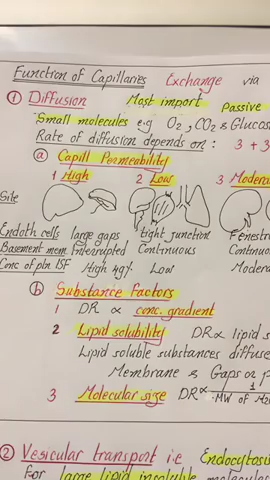 Function of Capillaries Exchange via
① Diffusion Most import Passive
Small molecules e.g O₂, CO₂ & Glucos
Rate of diffusion depends on : 3 + 3
ⓐ Capill Permeability
1 High 2 Low 3 Modera
Site
Endoth cells large gaps tight junction Fenestr
Basement mem. Interrupted Continuous Continuo
Conc of ptn. ISF High 4g% Low Modera
ⓑ Substance factors
1 DR ∝ conc. gradient
2 Lipid solubility DR∝ lipid s
Lipid soluble substances diffuse
Membrane & Gaps or p
3 Molecular size DR∝ 1
√MW of
② Vesicular transport i.e Endocytosi
For large lipid insoluble molecul